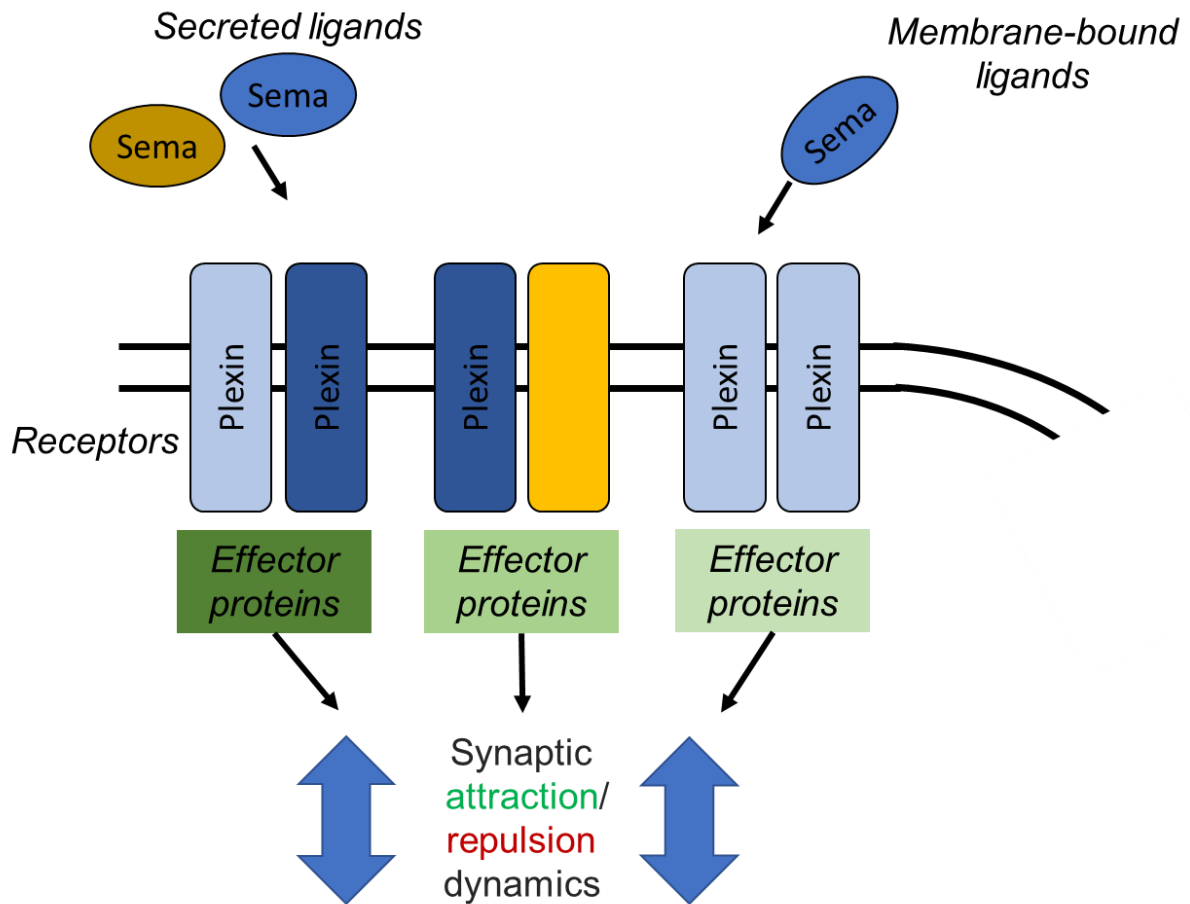 Secreted ligands
Sema
Sema
Membrane-bound
ligands
Sema
Receptors
Plexin
Plexin
Plexin
Plexin
Plexin
Effector
proteins
Effector
proteins
Effector
proteins
Synaptic
attraction/
repulsion
dynamics